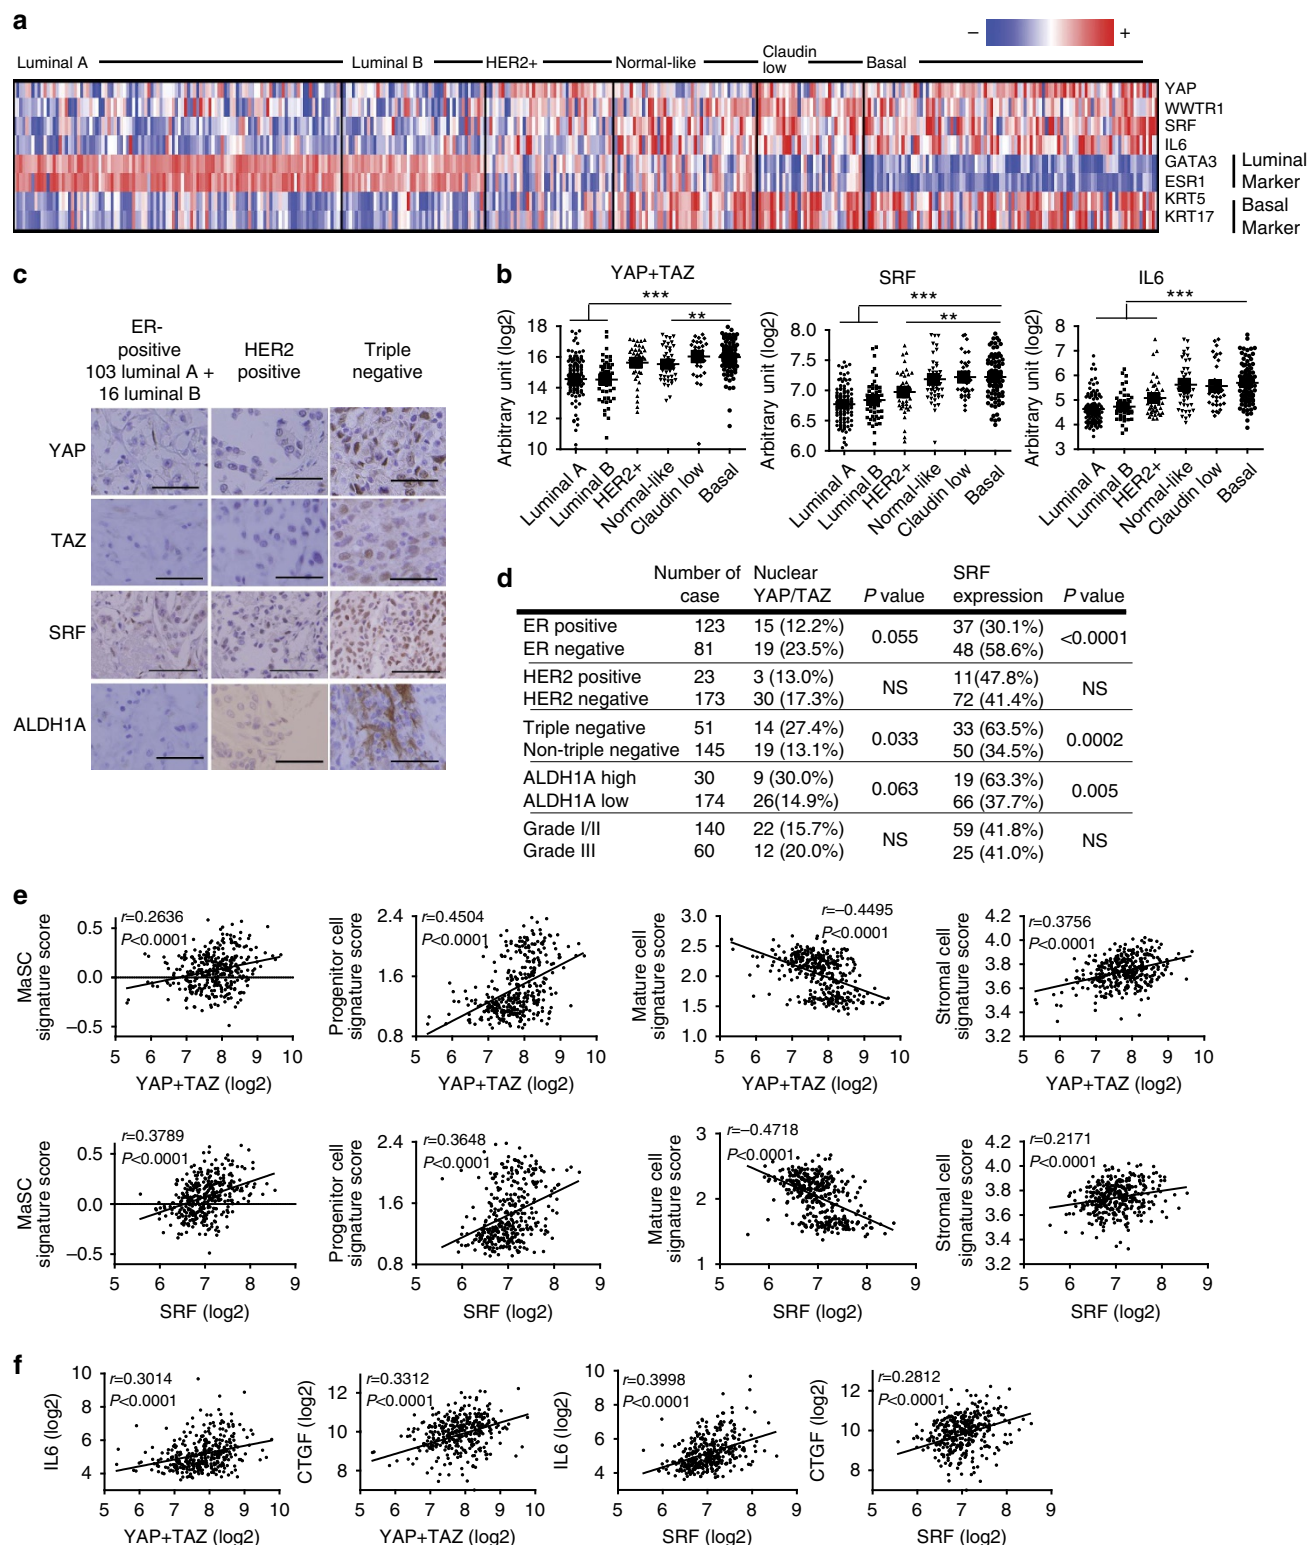 a
− +
Luminal A Luminal B HER2+ Normal-like Claudin low Basal
YAP
WWTR1
SRF
IL6
GATA3
ESR1
KRT5
KRT17
Luminal
Marker
Basal
Marker
c
ER-
positive
103 luminal A +
16 luminal B
HER2
positive
Triple
negative
YAP
TAZ
SRF
ALDH1A
b
YAP+TAZ
***
**
Arbitrary unit (log2)
18
16
14
12
10
Luminal A
Luminal B
HER2+
Normal-like
Claudin low
Basal
SRF
***
**
Arbitrary unit (log2)
8.0
7.5
7.0
6.5
6.0
Luminal A
Luminal B
HER2+
Normal-like
Claudin low
Basal
IL6
***
Arbitrary unit (log2)
8
7
6
5
4
3
Luminal A
Luminal B
HER2+
Normal-like
Claudin low
Basal
d
Number of case Nuclear YAP/TAZ P value SRF expression P value
ER positive 123 15 (12.2%) 0.055 37 (30.1%) <0.0001
ER negative 81 19 (23.5%) 48 (58.6%)
HER2 positive 23 3 (13.0%) NS 11(47.8%) NS
HER2 negative 173 30 (17.3%) 72 (41.4%)
Triple negative 51 14 (27.4%) 0.033 33 (63.5%) 0.0002
Non-triple negative 145 19 (13.1%) 50 (34.5%)
ALDH1A high 30 9 (30.0%) 0.063 19 (63.3%) 0.005
ALDH1A low 174 26(14.9%) 66 (37.7%)
Grade I/II 140 22 (15.7%) NS 59 (41.8%) NS
Grade III 60 12 (20.0%) 25 (41.0%)
e
MaSC
signature score
0.5
0.0
−0.5
r=0.2636
P<0.0001
5 6 7 8 9 10
YAP+TAZ (log2)
Progenitor cell
signature score
2.4
1.6
0.8
r=0.4504
P<0.0001
5 6 7 8 9 10
YAP+TAZ (log2)
Mature cell
signature score
3.0
2.5
2.0
1.5
1.0
r=−0.4495
P<0.0001
5 6 7 8 9 10
YAP+TAZ (log2)
Stromal cell
signature score
4.2
4.0
3.8
3.6
3.4
3.2
r=0.3756
P<0.0001
5 6 7 8 9 10
YAP+TAZ (log2)
MaSC
signature score
0.5
0.0
−0.5
r=0.3789
P<0.0001
5 6 7 8 9
SRF (log2)
Progenitor cell
signature score
2.4
1.6
0.8
r=0.3648
P<0.0001
5 6 7 8 9
SRF (log2)
Mature cell
signature score
3
2
1
r=−0.4718
P<0.0001
5 6 7 8 9
SRF (log2)
Stromal cell
signature score
4.2
4.0
3.8
3.6
3.4
3.2
r=0.2171
P<0.0001
5 6 7 8 9
SRF (log2)
f
IL6 (log2)
10
8
6
4
r=0.3014
P<0.0001
5 6 7 8 9 10
YAP+TAZ (log2)
CTGF (log2)
12
10
8
r=0.3312
P<0.0001
5 6 7 8 9 10
YAP+TAZ (log2)
IL6 (log2)
10
8
6
4
r=0.3998
P<0.0001
5 6 7 8 9
SRF (log2)
CTGF (log2)
12
10
8
r=0.2812
P<0.0001
5 6 7 8 9
SRF (log2)